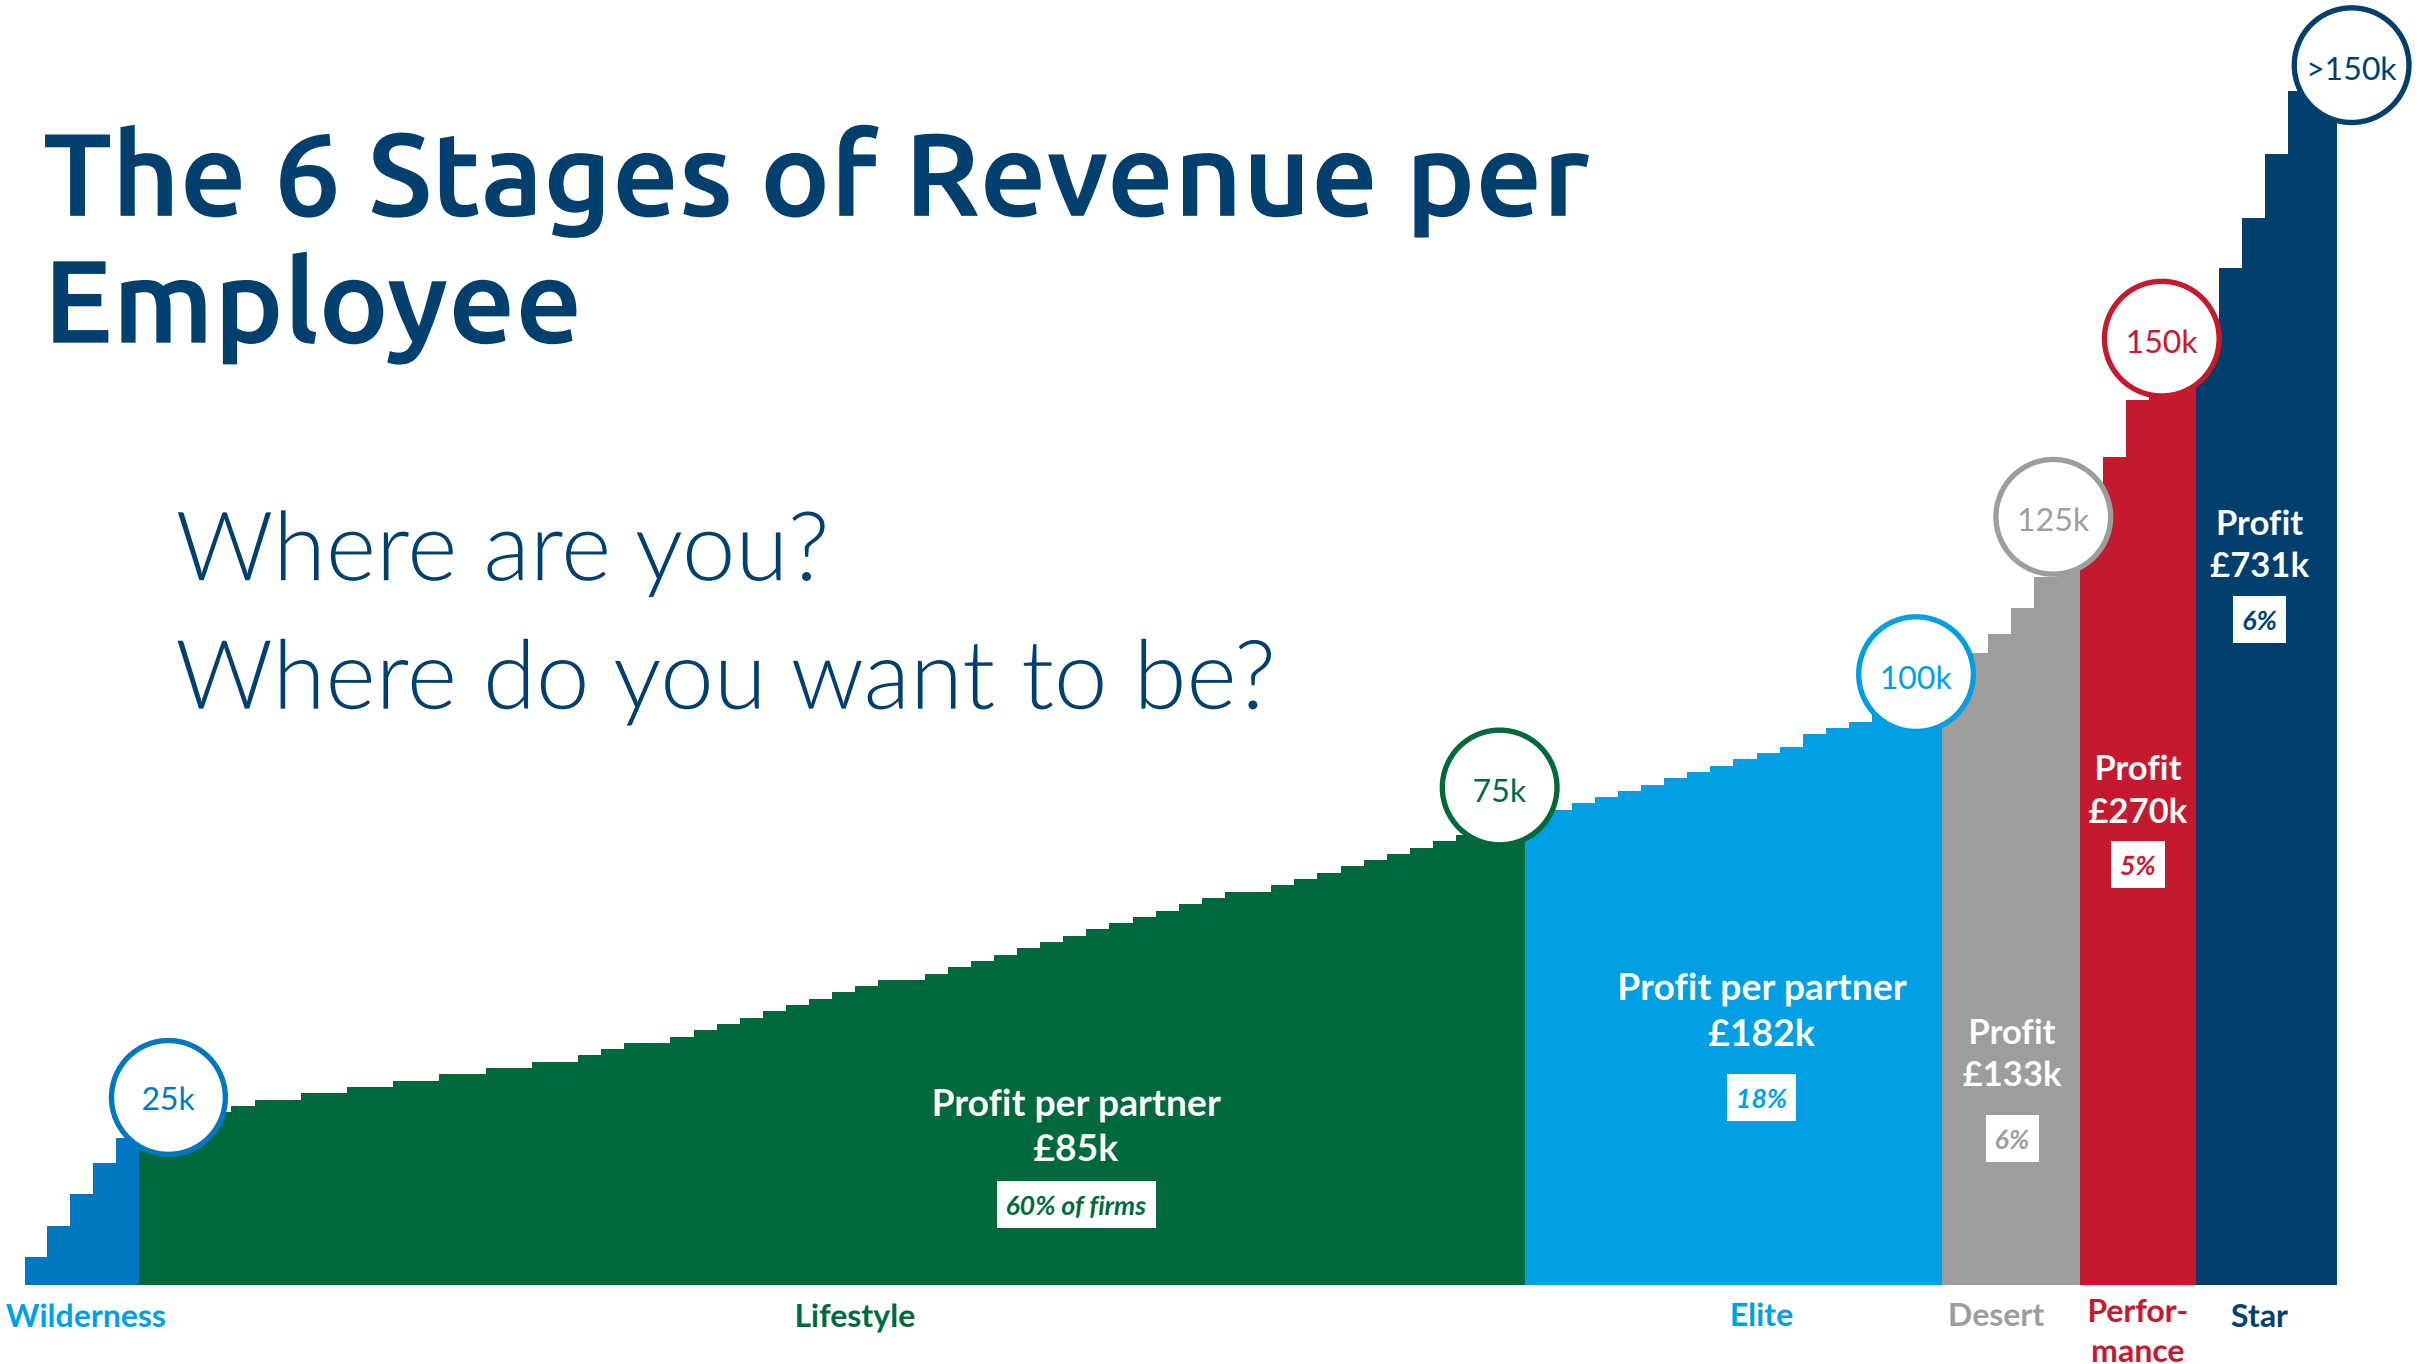 The 6 Stages of Revenue per
Employee
Where are you?
Where do you want to be?
>150k
150k
125k
100k
75k
25k
Profit
£731k
6%
Profit
£270k
5%
Profit per partner
£182k
18%
Profit
£133k
6%
Profit per partner
£85k
60% of firms
Wilderness
Lifestyle
Elite
Desert
Perfor-
mance
Star